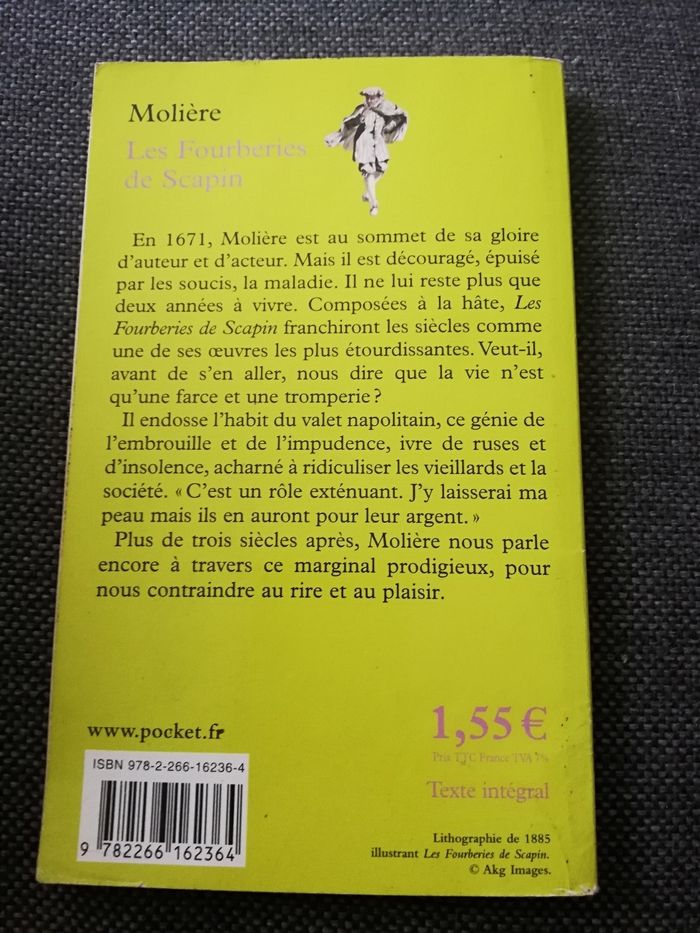 Molière
Les Fourberies
de Scapin
En 1671, Molière est au sommet de sa gloire
d'auteur et d'acteur. Mais il est découragé, épuisé
par les soucis, la maladie. Il ne lui reste plus que
deux années à vivre. Composées à la hâte, Les
Fourberies de Scapin franchiront les siècles comme
une de ses œuvres les plus étourdissantes. Veut-il,
avant de s'en aller, nous dire que la vie n'est
qu'une farce et une tromperie ?
Il endosse l'habit du valet napolitain, ce génie de
l'embrouille et de l'impudence, ivre de ruses et
d'insolence, acharné à ridiculiser les vieillards et la
société. « C'est un rôle exténuant. J'y laisserai ma
peau mais ils en auront pour leur argent. »
Plus de trois siècles après, Molière nous parle
encore à travers ce marginal prodigieux, pour
nous contraindre au rire et au plaisir.
www.pocket.fr
1,55 €
Prix TTC France TVA 7%
Texte intégral
ISBN 978-2-266-16236-4
9 782266 162364
Lithographie de 1885
illustrant Les Fourberies de Scapin.
© Akg Images.